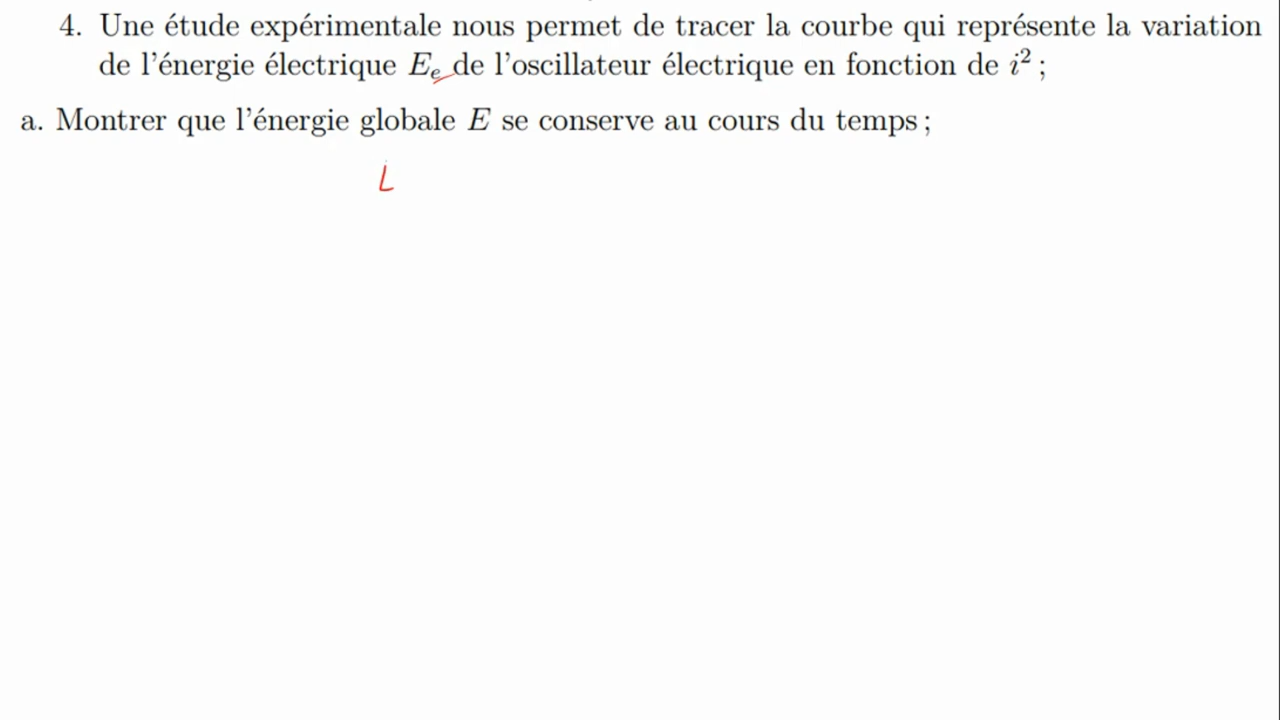 4. Une étude expérimentale nous permet de tracer la courbe qui représente la variation
de l'énergie électrique Eₑ de l'oscillateur électrique en fonction de i² ;
a. Montrer que l'énergie globale E se conserve au cours du temps ;
L